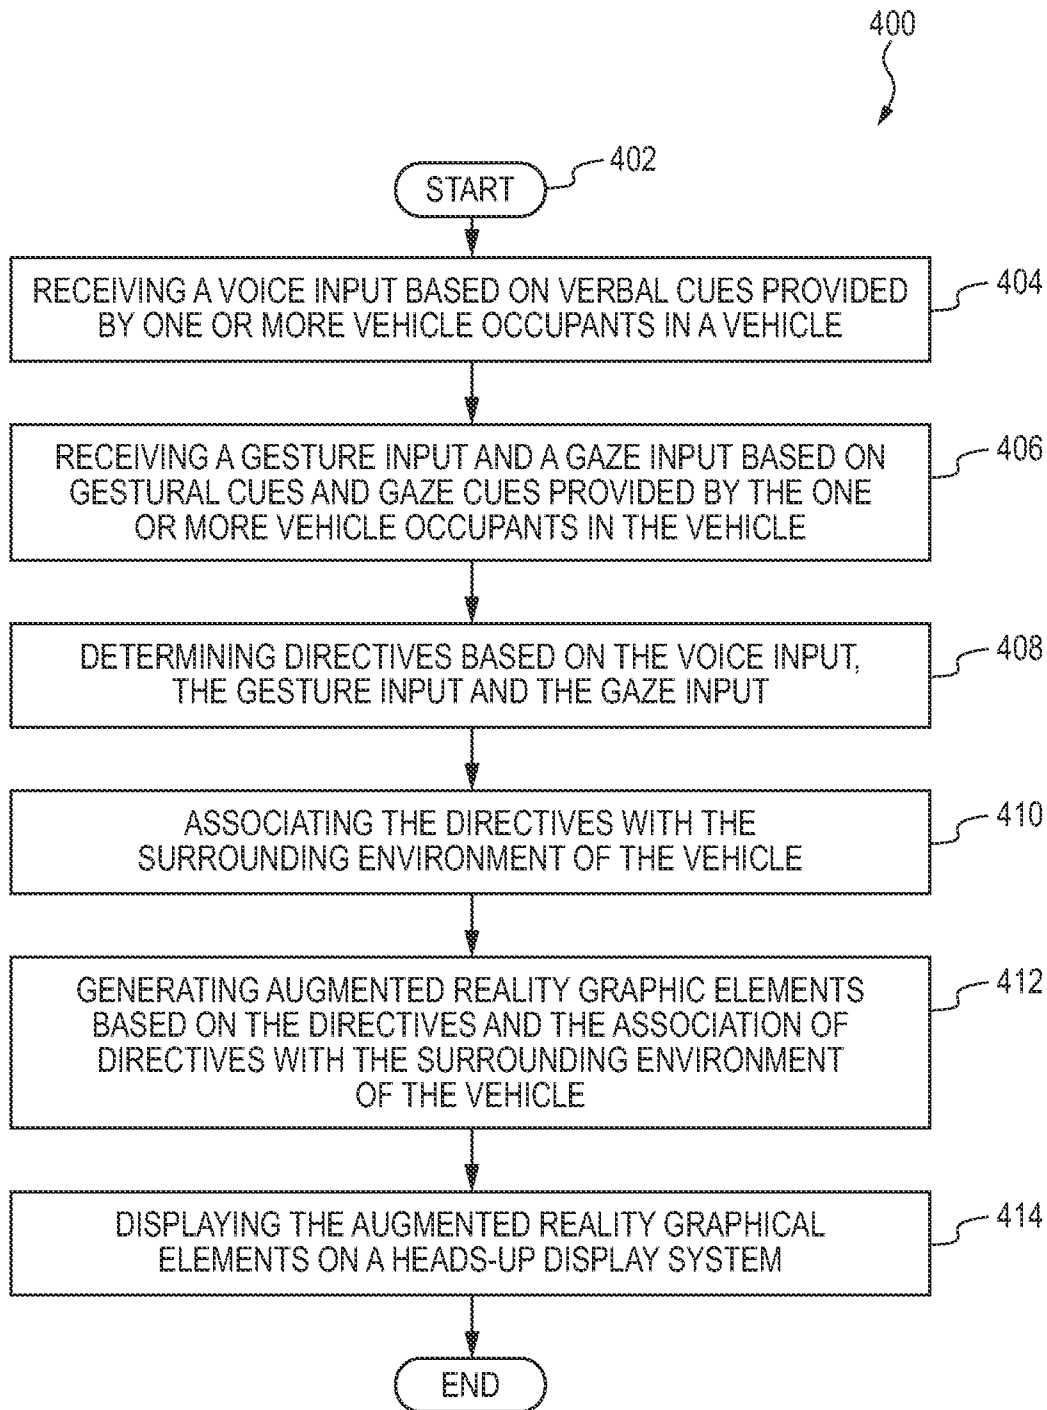 400
START
402
RECEIVING A VOICE INPUT BASED ON VERBAL CUES PROVIDED
BY ONE OR MORE VEHICLE OCCUPANTS IN A VEHICLE
404
RECEIVING A GESTURE INPUT AND A GAZE INPUT BASED ON
GESTURAL CUES AND GAZE CUES PROVIDED BY THE ONE
OR MORE VEHICLE OCCUPANTS IN THE VEHICLE
406
DETERMINING DIRECTIVES BASED ON THE VOICE INPUT,
THE GESTURE INPUT AND THE GAZE INPUT
408
ASSOCIATING THE DIRECTIVES WITH THE
SURROUNDING ENVIRONMENT OF THE VEHICLE
410
GENERATING AUGMENTED REALITY GRAPHIC ELEMENTS
BASED ON THE DIRECTIVES AND THE ASSOCIATION OF
DIRECTIVES WITH THE SURROUNDING ENVIRONMENT
OF THE VEHICLE
412
DISPLAYING THE AUGMENTED REALITY GRAPHICAL
ELEMENTS ON A HEADS-UP DISPLAY SYSTEM
414
END